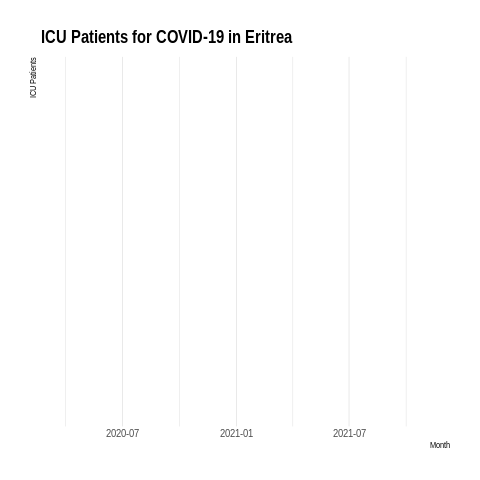 ICU Patients for COVID-19 in Eritrea
ICU Patients
2020-07
2021-01
2021-07
Month